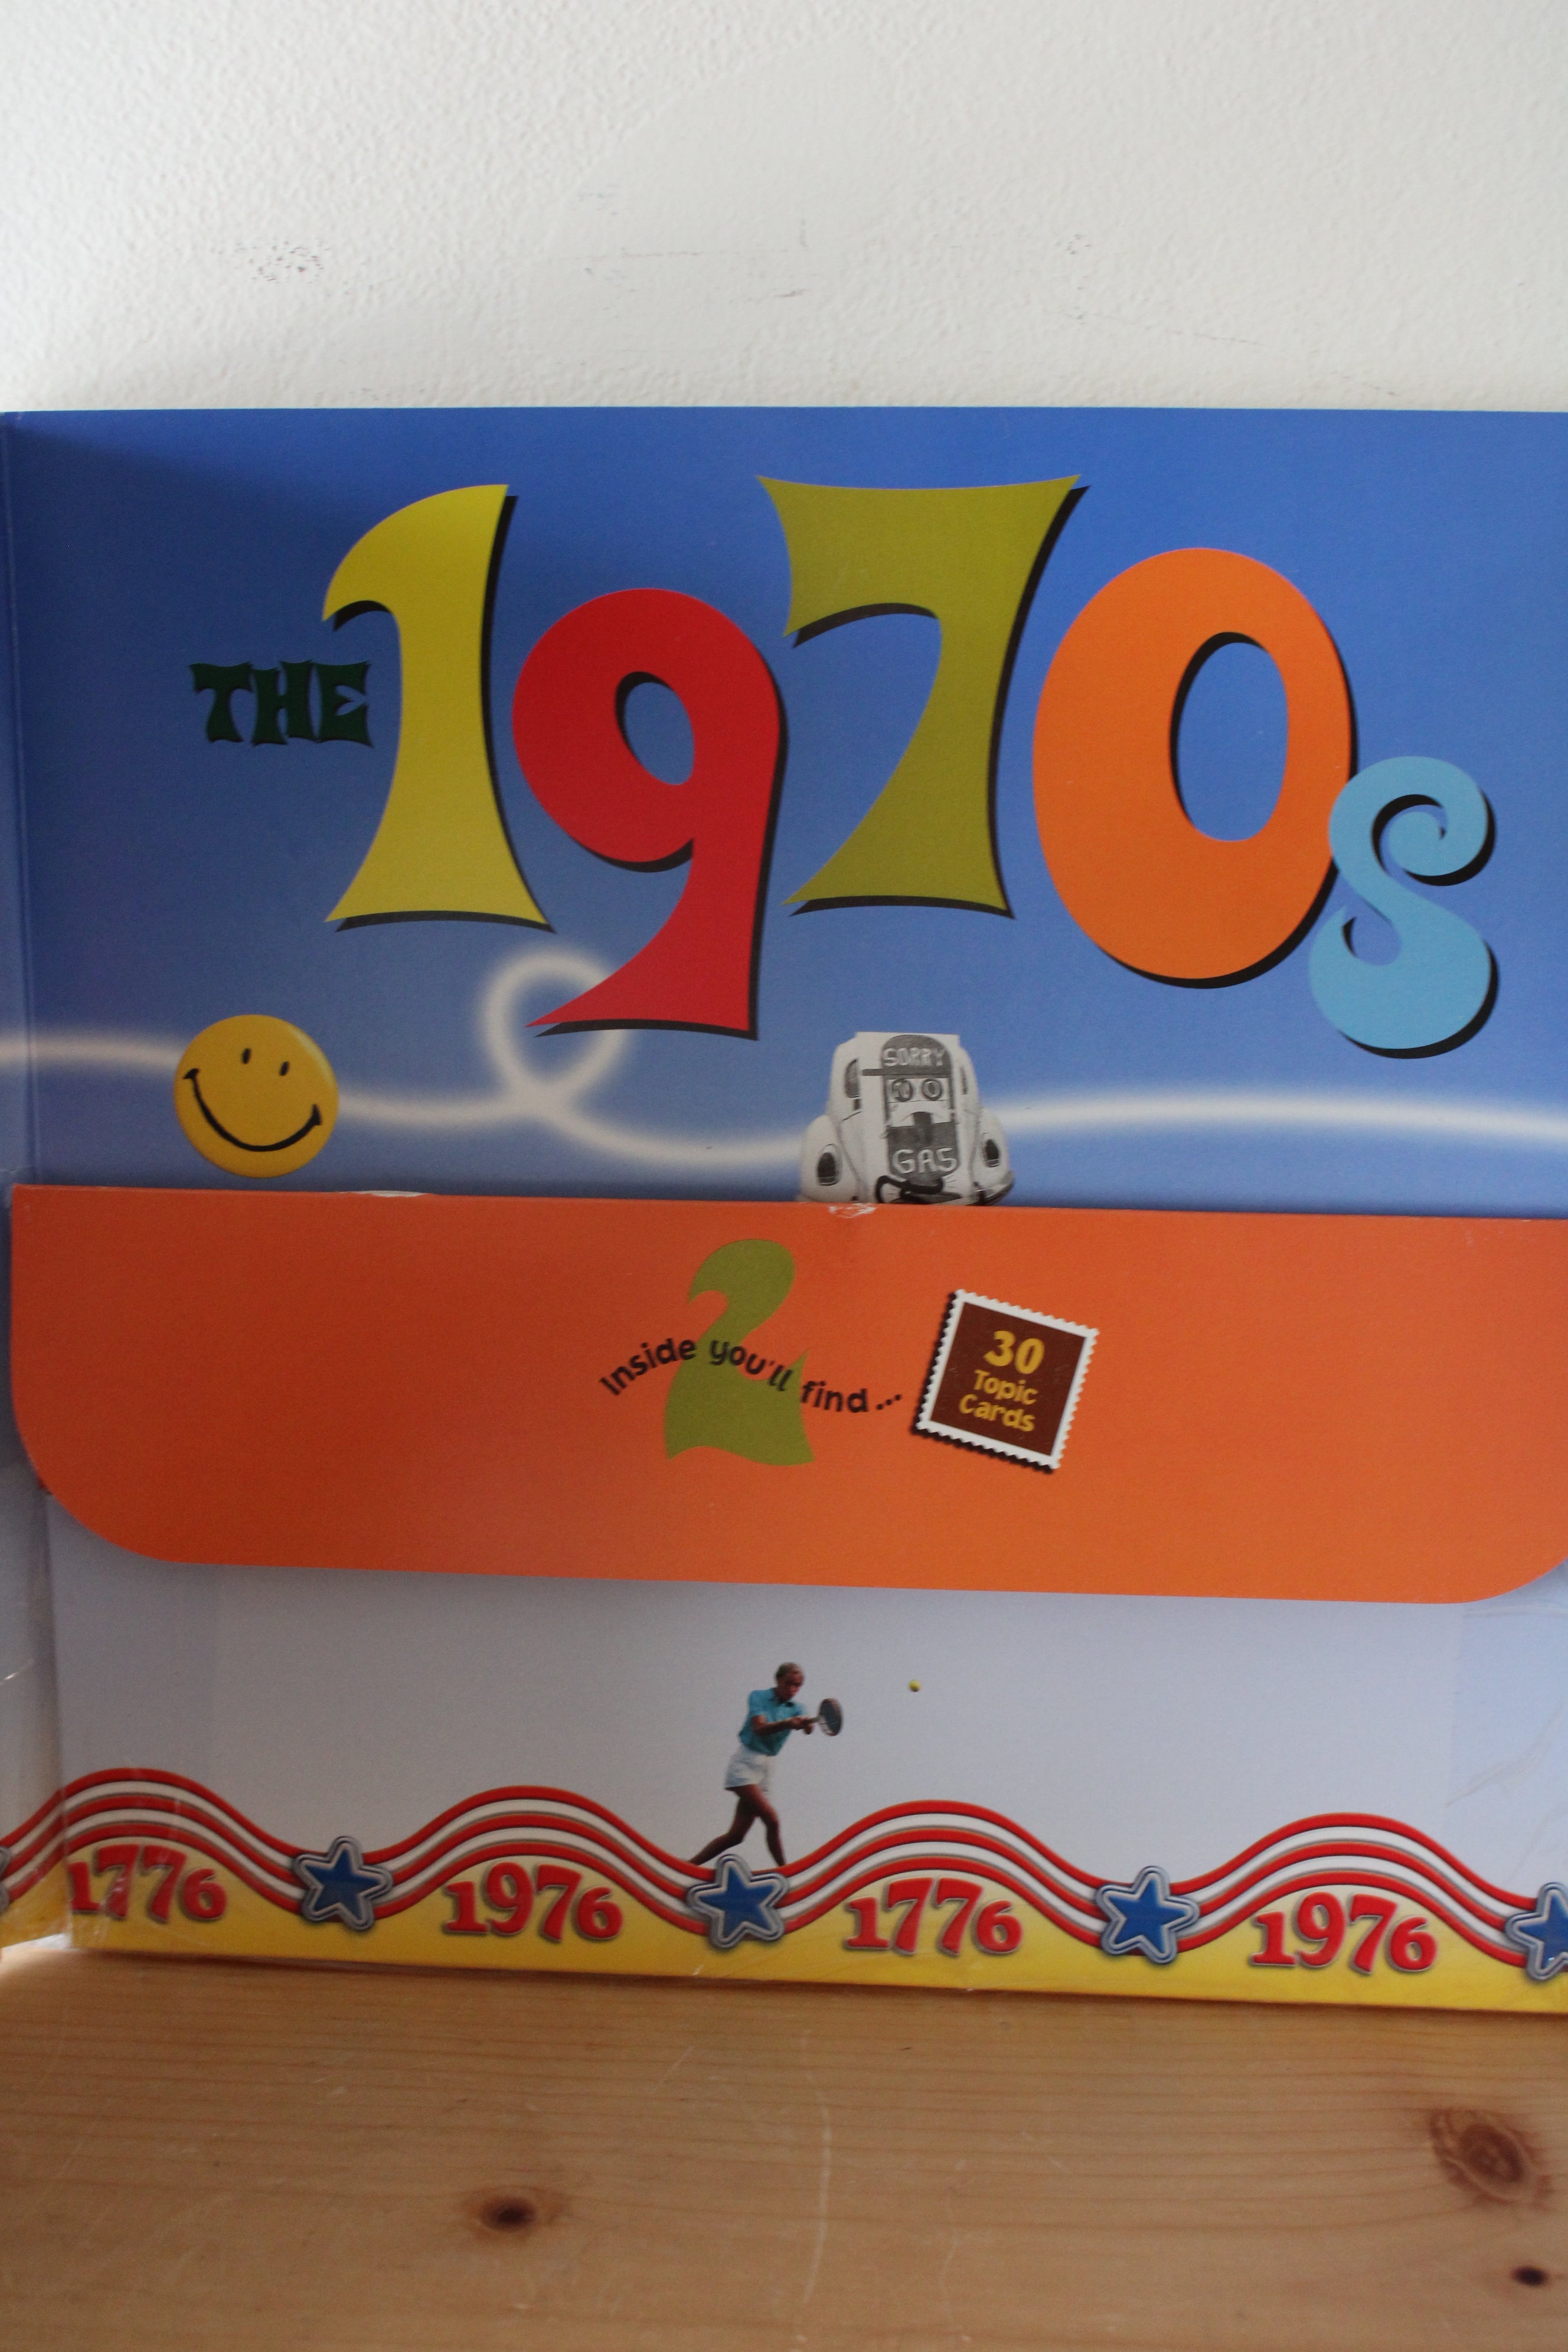 THE 1970s
SORRY
NO
GAS
2
Inside you'll find...
30
Topic
Cards
1776 1976 1776 1976